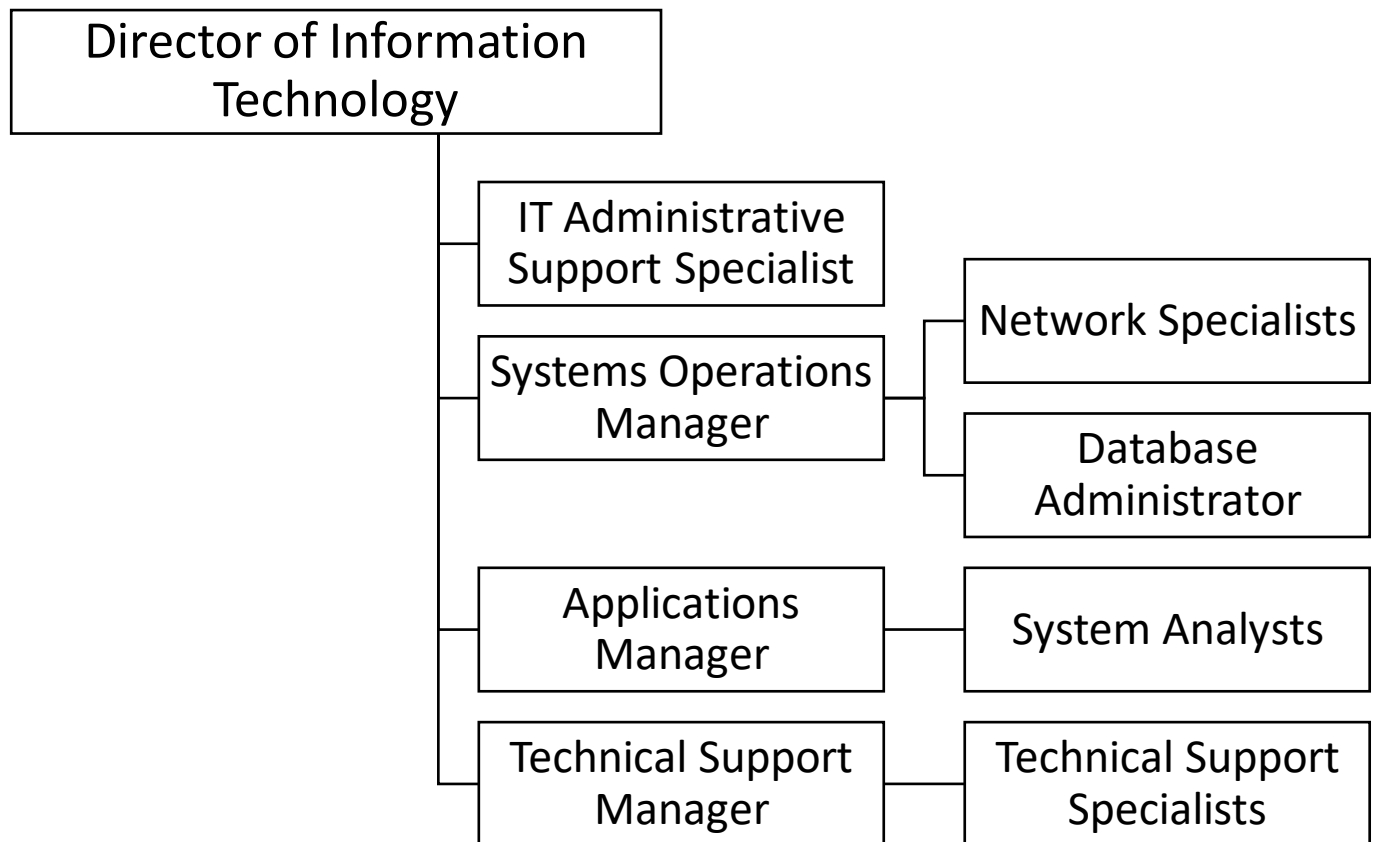 Director of Information
Technology
IT Administrative
Support Specialist
Systems Operations
Manager
Network Specialists
Database
Administrator
Applications
Manager
System Analysts
Technical Support
Manager
Technical Support
Specialists